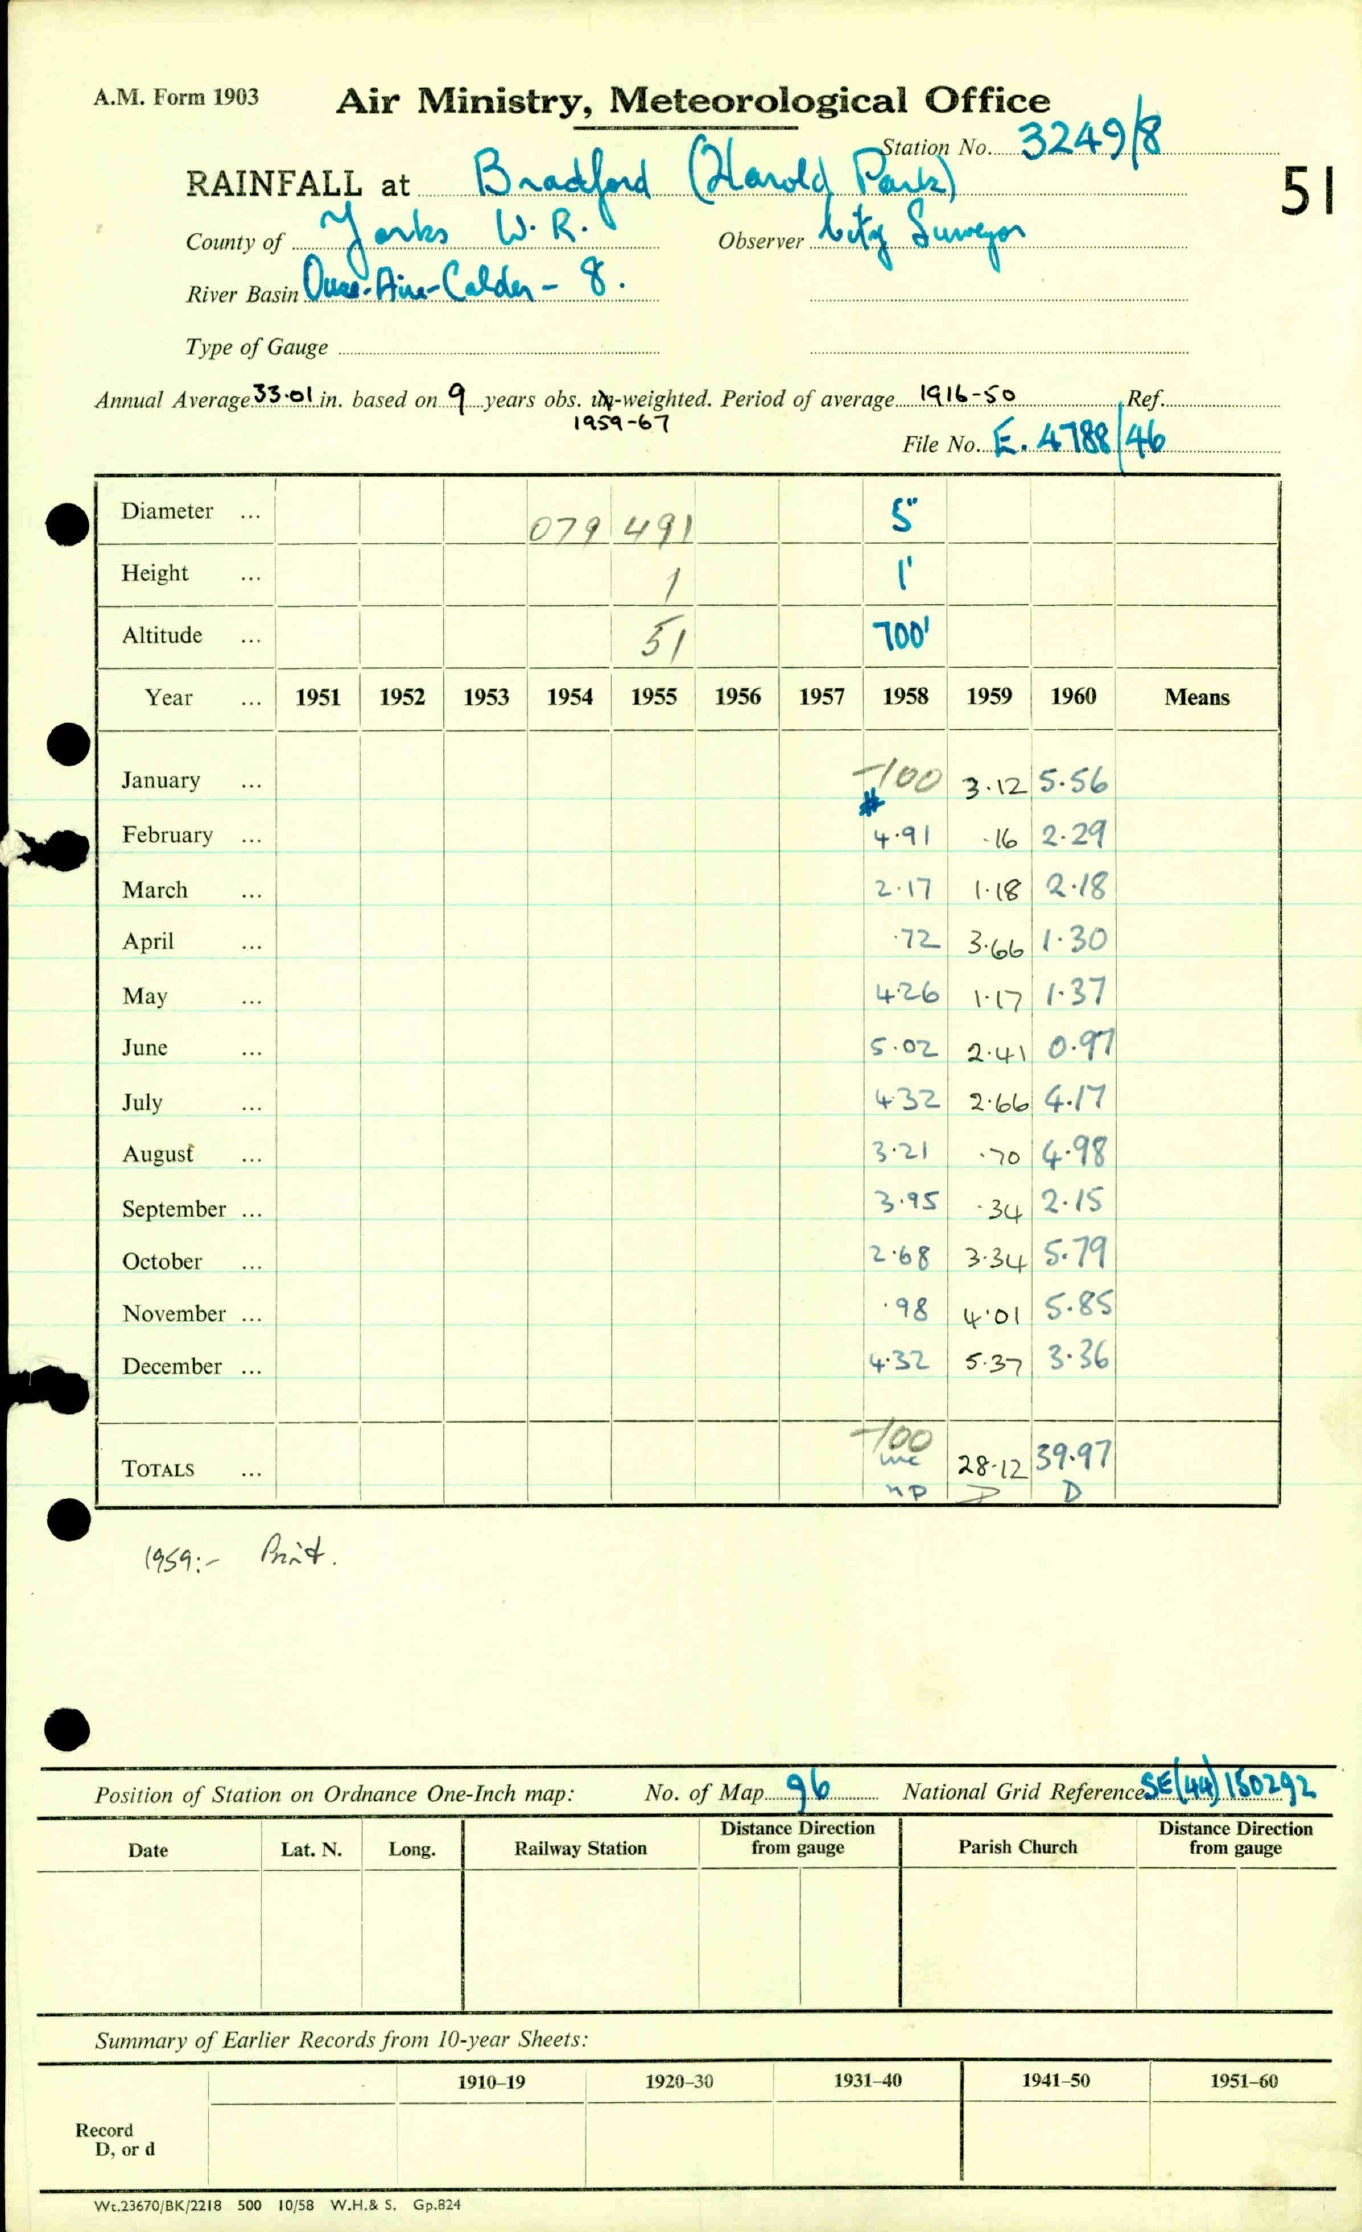 A.M. Form 1903
Air Ministry, Meteorological Office
Station No. 3249/8
RAINFALL at Bradford (Harold Park)
51
County of Yorks W.R. Observer City Surveyor
River Basin Ouse-Aire-Calder - 8.
Type of Gauge
Annual Average 33.01 in. based on 9 years obs. un-weighted. Period of average 1916-50 Ref.
1959-67
File No. E. 4788/46
Diameter ... 079 491 5"
Height ... 1 1'
Altitude ... 51 700'
Year ... 1951 1952 1953 1954 1955 1956 1957 1958 1959 1960 Means
January ... -100 3.12 5.56
#
February ... 4.91 .16 2.29
March ... 2.17 1.18 2.18
April ... .72 3.66 1.30
May ... 4.26 1.17 1.37
June ... 5.02 2.41 0.97
July ... 4.32 2.66 4.17
August ... 3.21 .70 4.98
September ... 3.95 .34 2.15
October ... 2.68 3.34 5.79
November ... .98 4.01 5.85
December ... 4.32 5.37 3.36
-100
TOTALS ... inc 28.12 39.97
np D D
1959:- Print.
Position of Station on Ordnance One-Inch map: No. of Map 96 National Grid Reference SE(44)150292
Date Lat. N. Long. Railway Station Distance Direction from gauge Parish Church Distance Direction from gauge
Summary of Earlier Records from 10-year Sheets:
1910–19 1920–30 1931–40 1941–50 1951–60
Record
D, or d
Wt.23670/BK/2218 500 10/58 W.H.& S. Gp.824